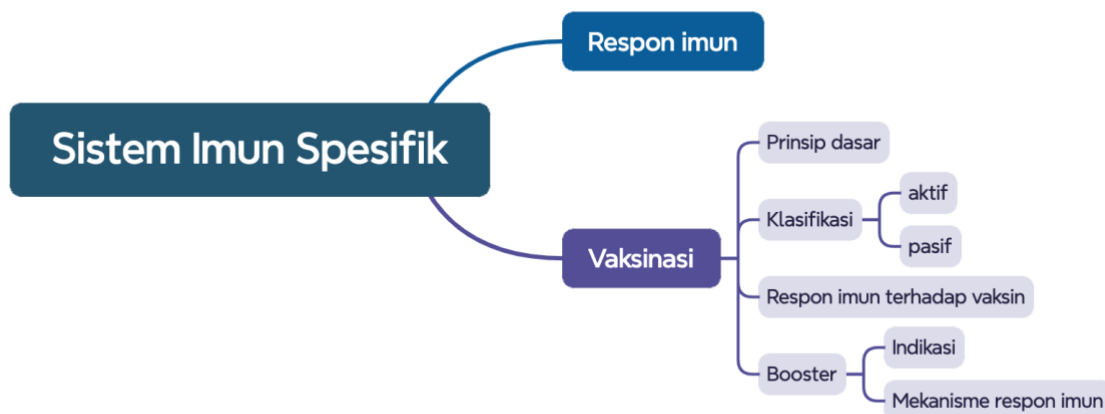 Respon imun
Sistem Imun Spesifik
Vaksinasi
Prinsip dasar
Klasifikasi
aktif
pasif
Respon imun terhadap vaksin
Booster
Indikasi
Mekanisme respon imun